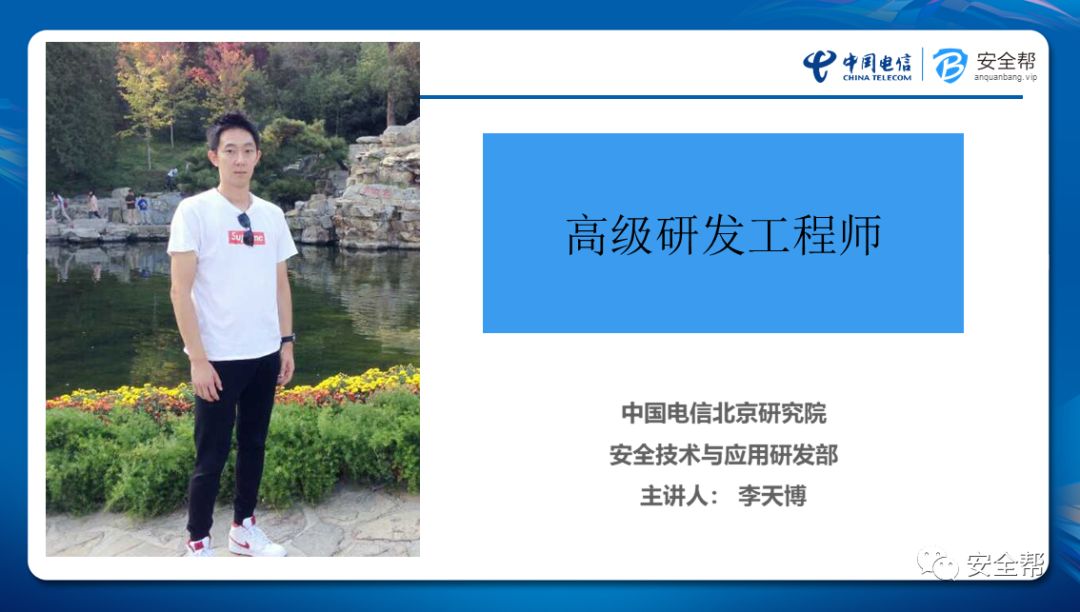 中国电信
CHINA TELECOM
安全帮
anquanbang.vip
高级研发工程师
中国电信北京研究院
安全技术与应用研发部
主讲人： 李天博
安全帮